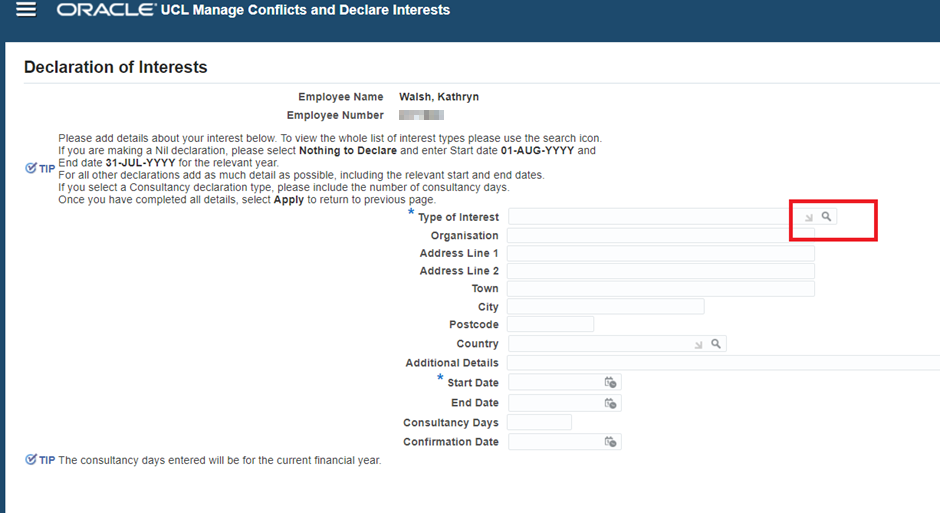 ORACLE® UCL Manage Conflicts and Declare Interests
Declaration of Interests
Employee Name Walsh, Kathryn
Employee Number
Please add details about your interest below. To view the whole list of interest types please use the search icon.
If you are making a Nil declaration, please select Nothing to Declare and enter Start date 01-AUG-YYYY and
TIP End date 31-JUL-YYYY for the relevant year.
For all other declarations add as much detail as possible, including the relevant start and end dates.
If you select a Consultancy declaration type, please include the number of consultancy days.
Once you have completed all details, select Apply to return to previous page.
* Type of Interest
Organisation
Address Line 1
Address Line 2
Town
City
Postcode
Country
Additional Details
* Start Date
End Date
Consultancy Days
Confirmation Date
TIP The consultancy days entered will be for the current financial year.